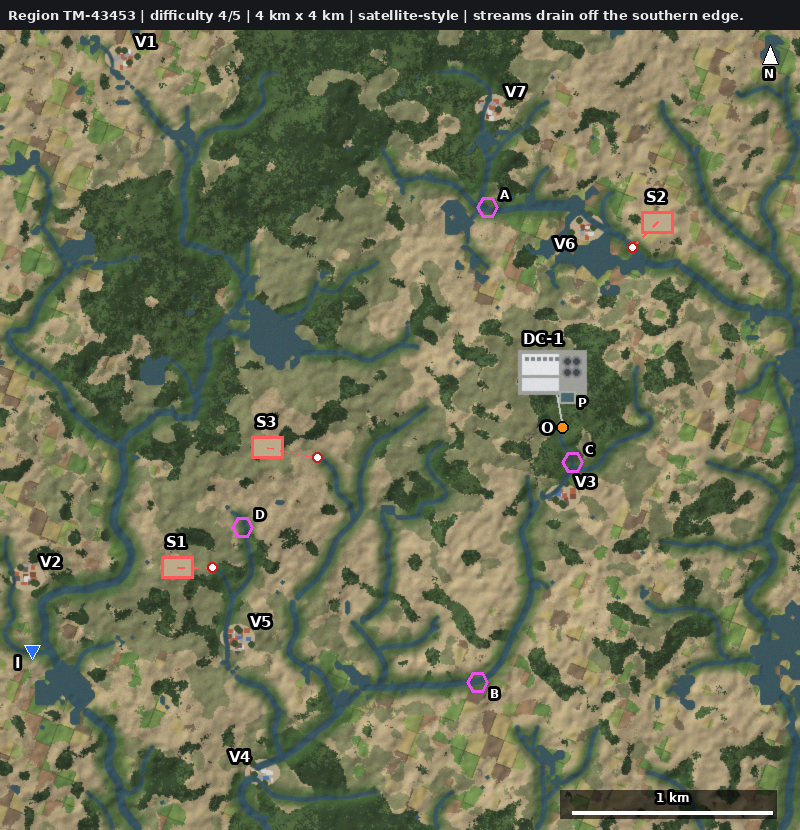 Region TM-43453 | difficulty 4/5 | 4 km x 4 km | satellite-style | streams drain off the southern edge.
V1
N
V7
A
S2
V6
DC-1
P
O
C
S3
V3
D
S1
V2
V5
I
B
V4
1 km